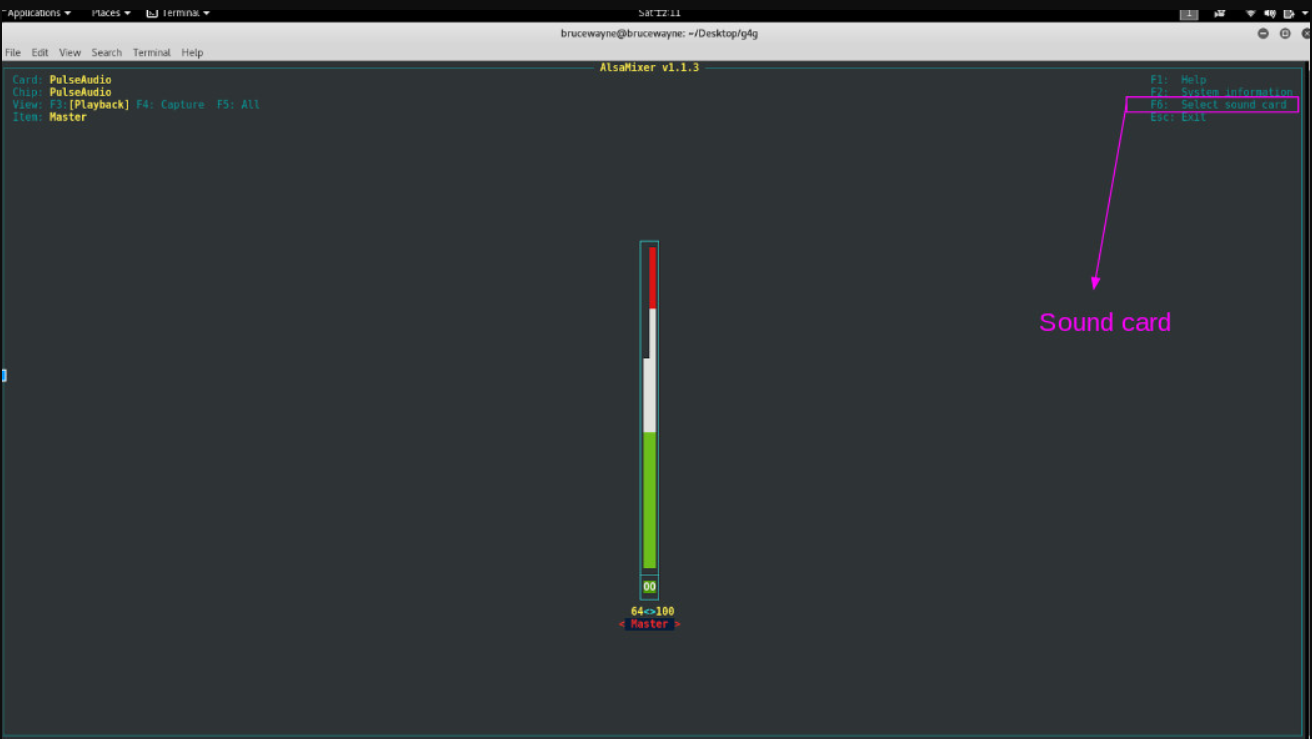 Applications Places Terminal Sat 12:11 1
brucewayne@brucewayne: ~/Desktop/g4g
File Edit View Search Terminal Help
AlsaMixer v1.1.3
Card: PulseAudio F1: Help
Chip: PulseAudio F2: System information
View: F3:[Playback] F4: Capture F5: All F6: Select sound card
Item: Master Esc: Exit
Sound card
00
64<>100
< Master >